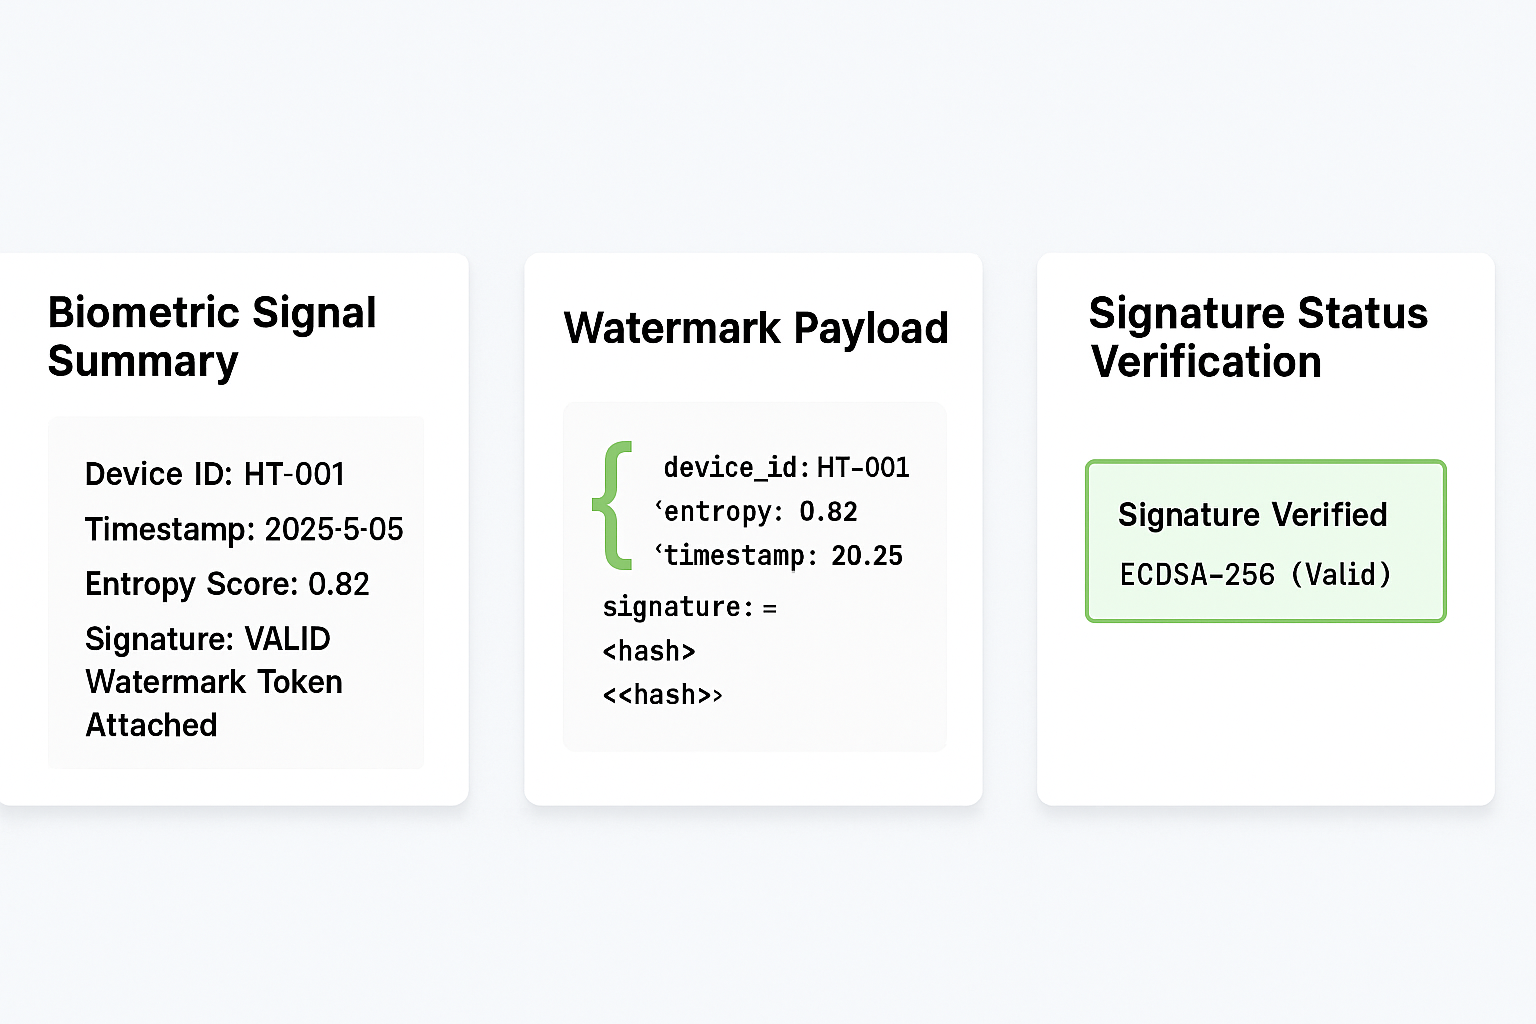 Biometric Signal
Summary
Device ID: HT-001
Timestamp: 2025-5-05
Entropy Score: 0.82
Signature: VALID
Watermark Token
Attached
Watermark Payload
{
device_id: HT-001
‘entropy: 0.82
‘timestamp: 20.25
signature: =
<hash>
<<hash>>
Signature Status
Verification
Signature Verified
ECDSA-256 (Valid)